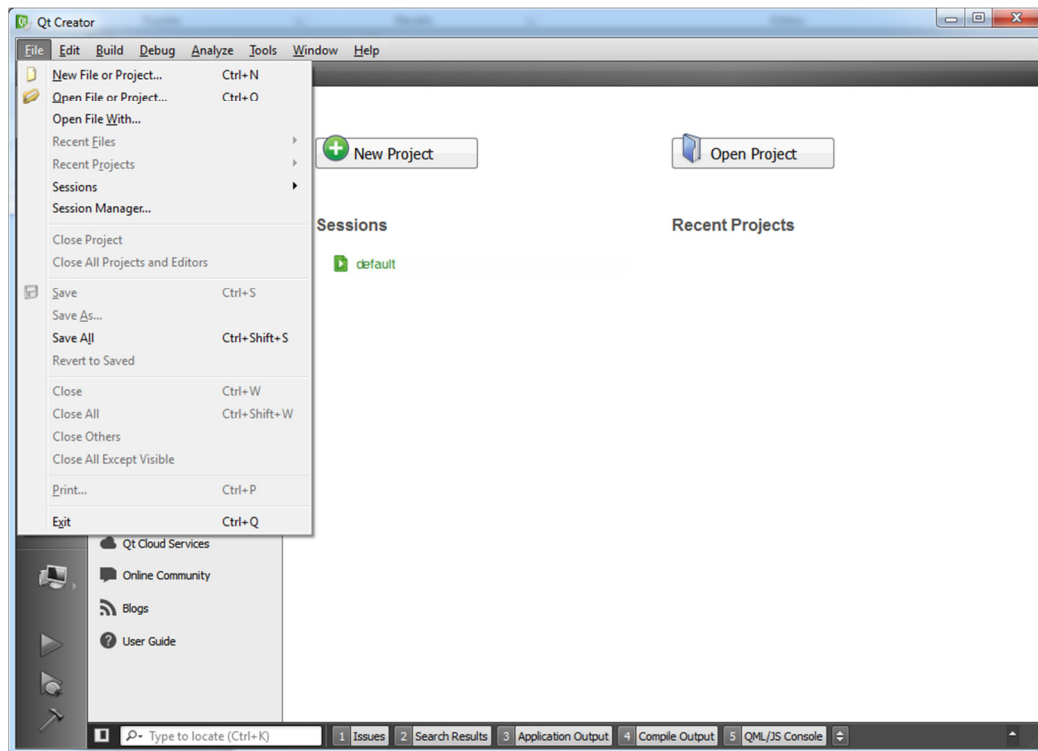 Qt Creator
File Edit Build Debug Analyze Tools Window Help
New File or Project... Ctrl+N
Open File or Project... Ctrl+O
Open File With...
Recent Files
Recent Projects
Sessions
Session Manager...
Close Project
Close All Projects and Editors
Save Ctrl+S
Save As...
Save All Ctrl+Shift+S
Revert to Saved
Close Ctrl+W
Close All Ctrl+Shift+W
Close Others
Close All Except Visible
Print... Ctrl+P
Exit Ctrl+Q
New Project
Open Project
Sessions
Recent Projects
default
Qt Cloud Services
Online Community
Blogs
User Guide
Type to locate (Ctrl+K)
1 Issues 2 Search Results 3 Application Output 4 Compile Output 5 QML/JS Console